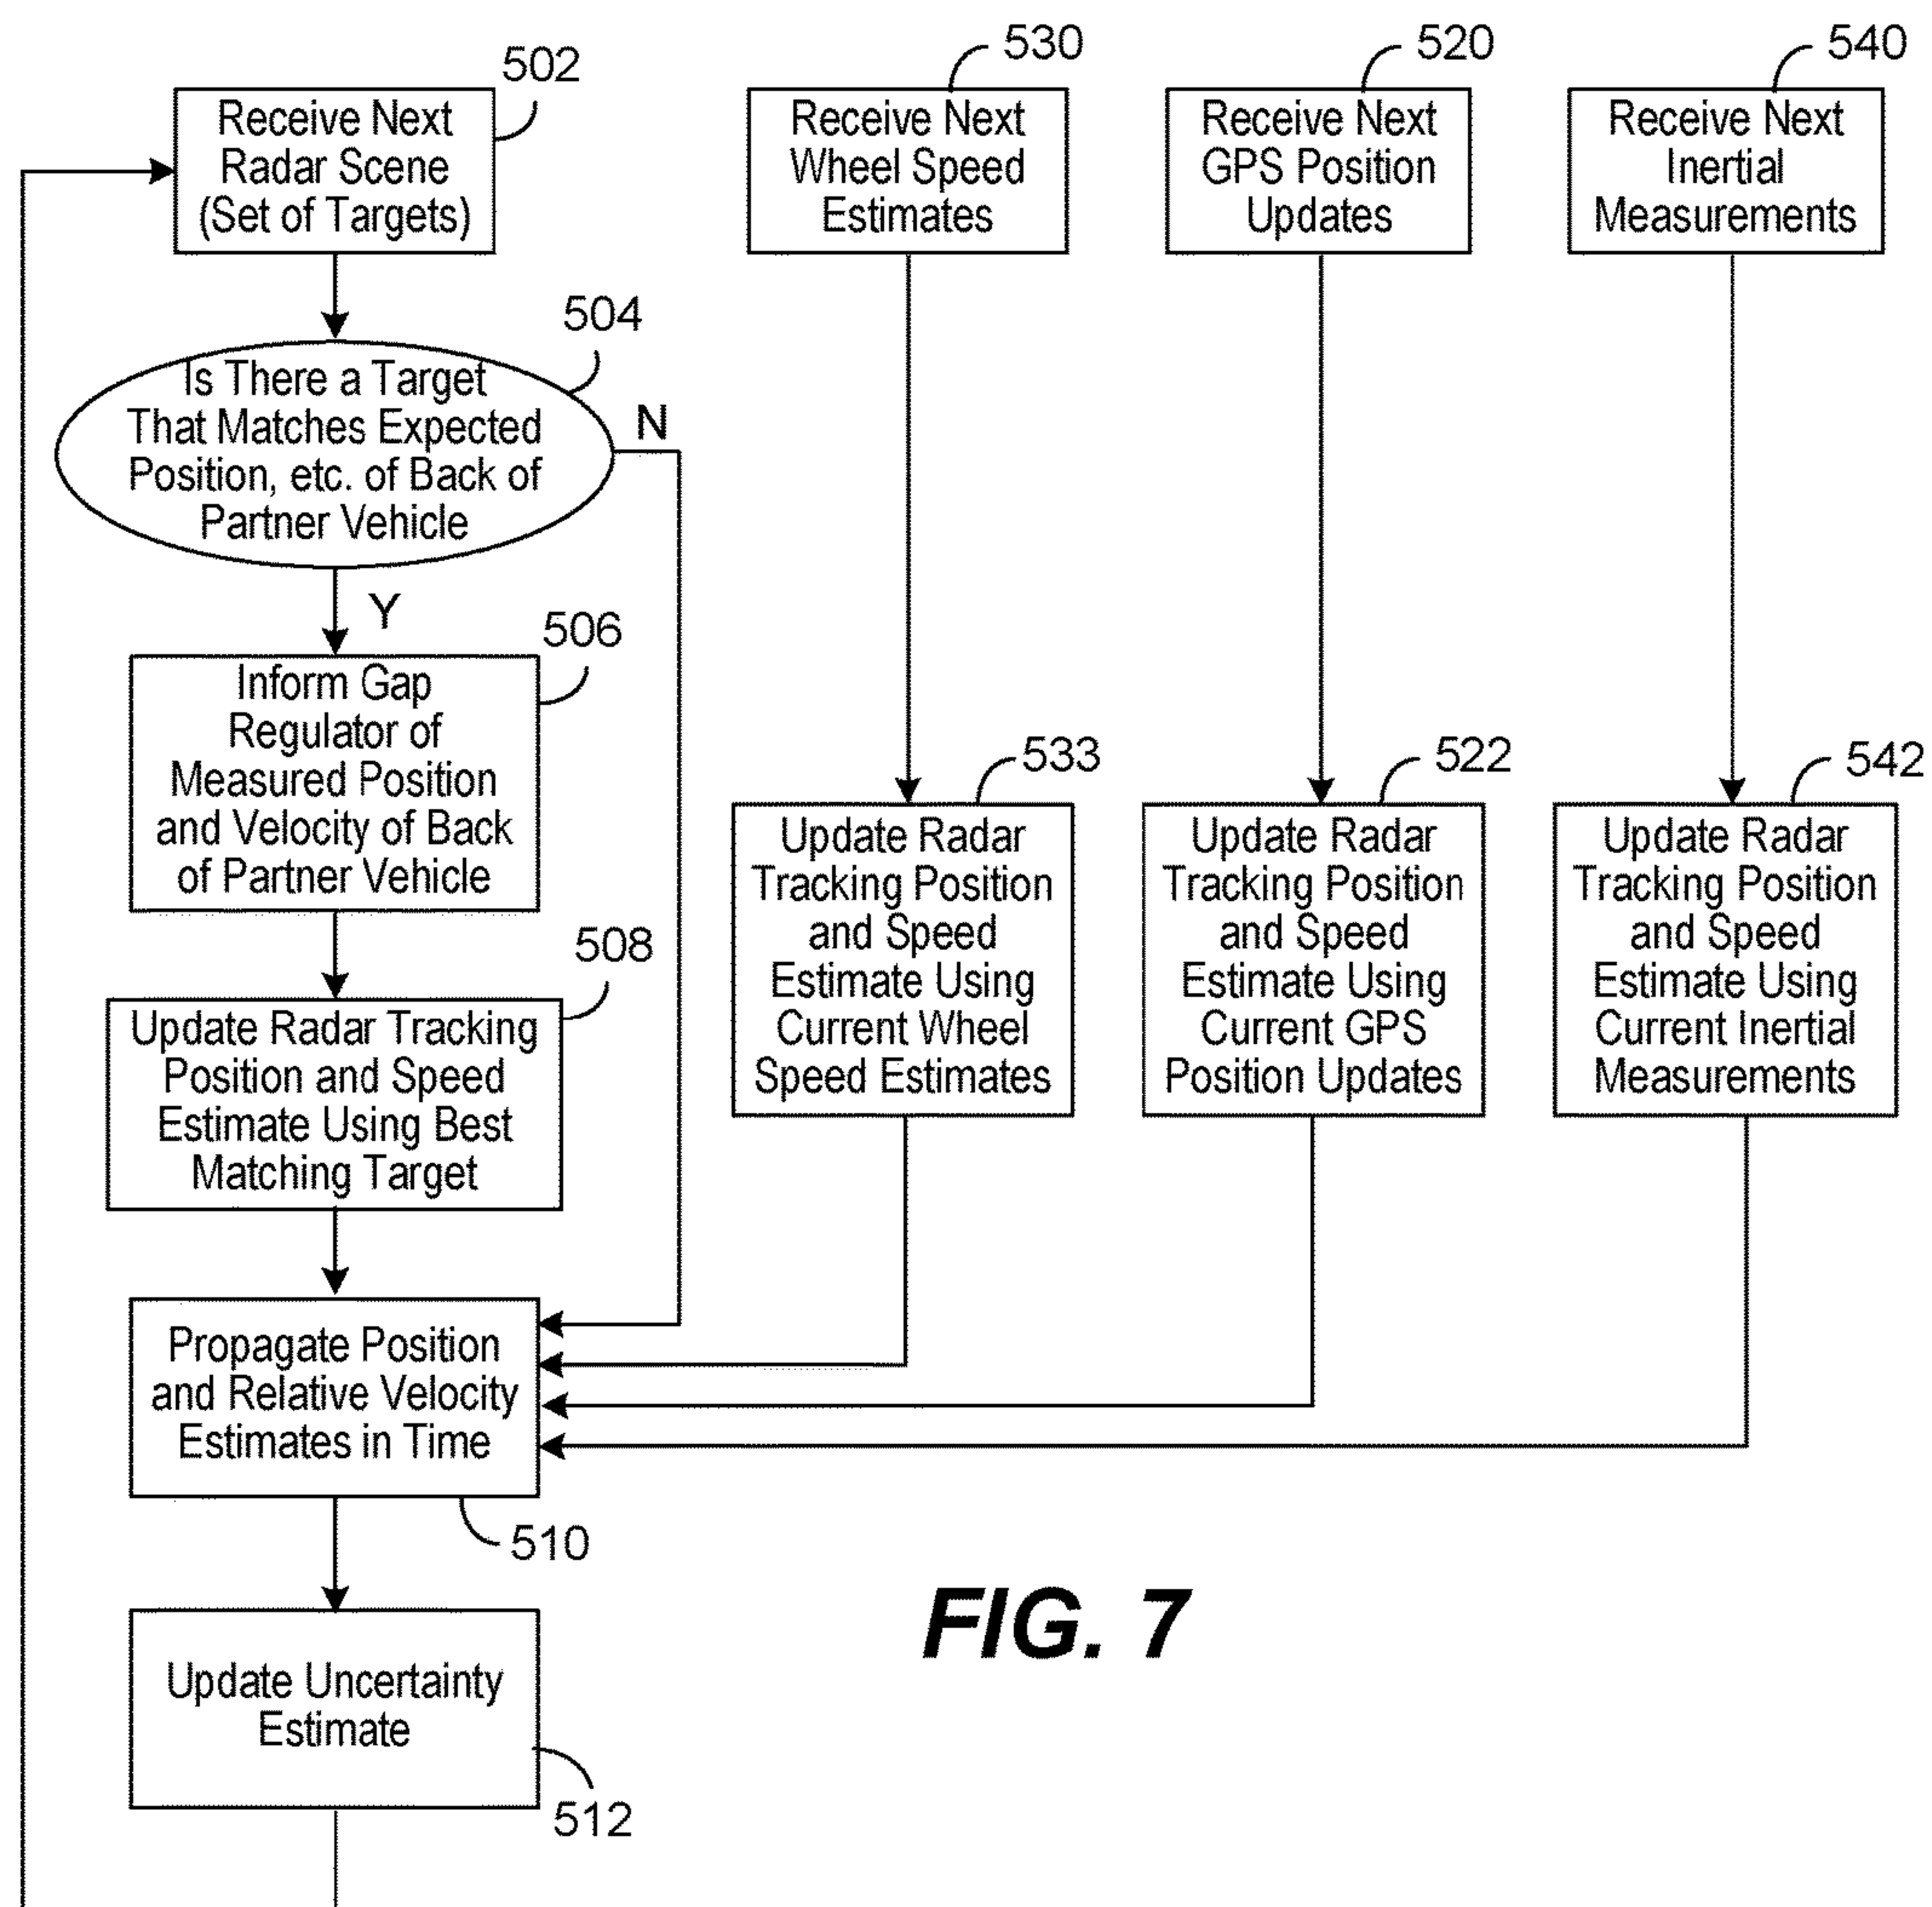 502
Receive Next
Radar Scene
(Set of Targets)
530
Receive Next
Wheel Speed
Estimates
520
Receive Next
GPS Position
Updates
540
Receive Next
Inertial
Measurements
504
Is There a Target
That Matches Expected
Position, etc. of Back of
Partner Vehicle
N
Y
506
Inform Gap
Regulator of
Measured Position
and Velocity of Back
of Partner Vehicle
533
Update Radar
Tracking Position
and Speed
Estimate Using
Current Wheel
Speed Estimates
522
Update Radar
Tracking Position
and Speed
Estimate Using
Current GPS
Position Updates
542
Update Radar
Tracking Position
and Speed
Estimate Using
Current Inertial
Measurements
508
Update Radar Tracking
Position and Speed
Estimate Using Best
Matching Target
Propagate Position
and Relative Velocity
Estimates in Time
510
Update Uncertainty
Estimate
512
FIG. 7